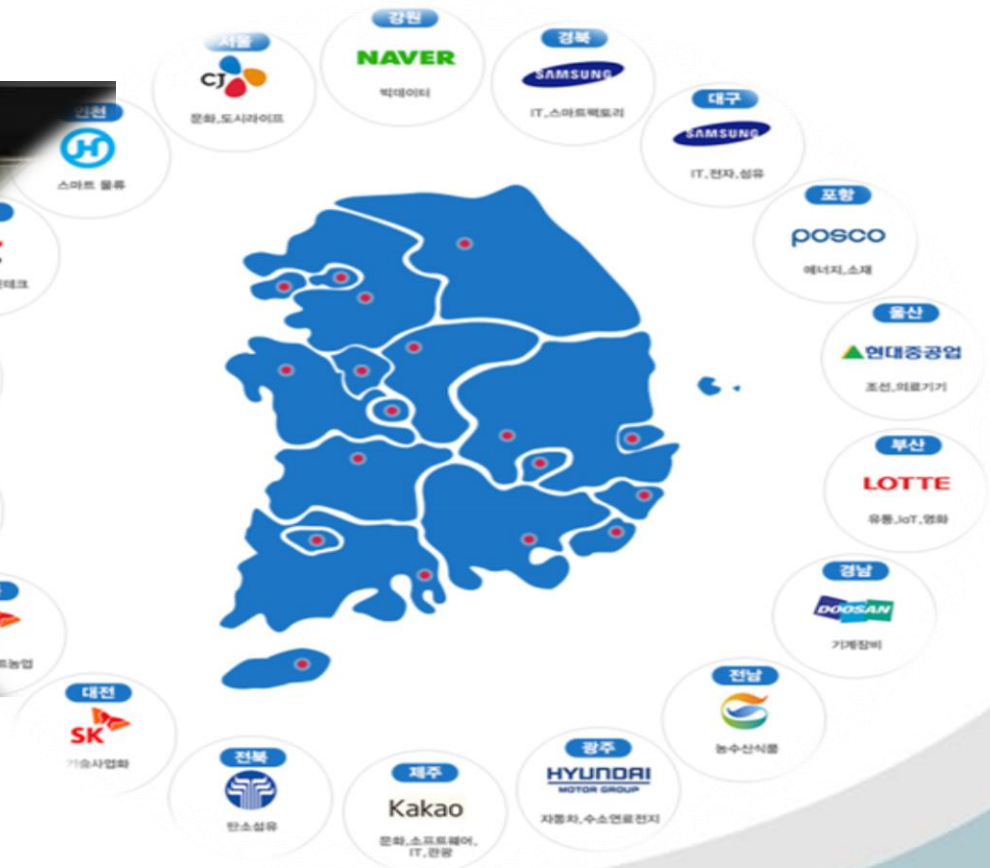 강원
NAVER
빅데이터
서울
CJ
문화,도시라이프
경북
SAMSUNG
IT,스마트팩토리
인천
스마트 물류
대구
SAMSUNG
IT,전자,섬유
포항
posco
에너지,소재
울산
현대중공업
조선,의료기기
부산
LOTTE
유통,IoT,영화
경남
DOOSAN
기계장비
전남
농수산식품
광주
HYUNDAI
MOTOR GROUP
자동차,수소연료전지
제주
Kakao
문화,소프트웨어,
IT,관광
전북
탄소섬유
대전
SK
기술사업화
트농업
테크